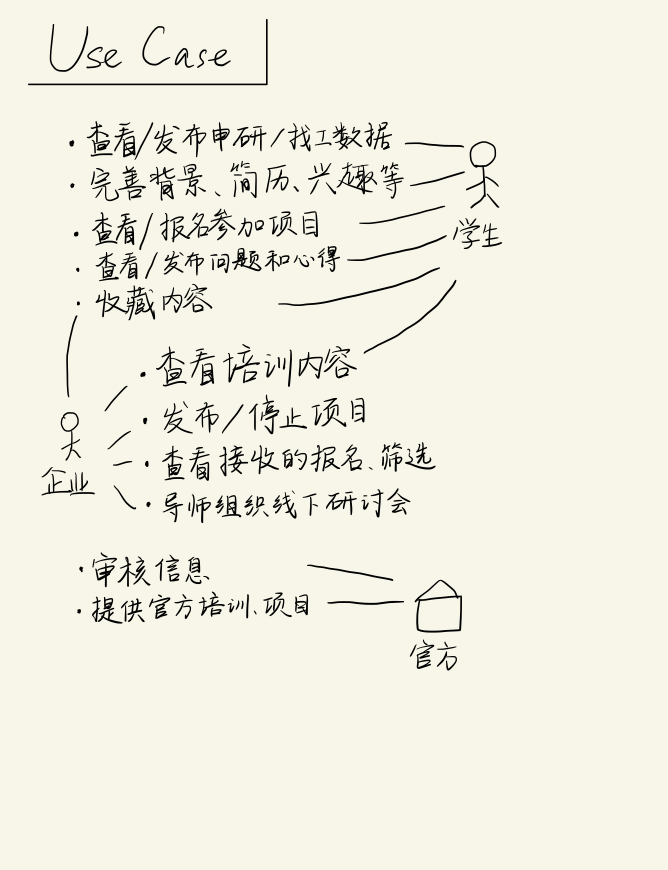 Use Case
· 查看/发布申研/找工数据
· 完善背景、简历、兴趣等
· 查看/报名参加项目
学生
· 查看/发布问题和心得
· 收藏内容
· 查看培训内容
· 发布/停止项目
· 查看接收的报名、筛选
企业
· 导师组织线下研讨会
· 审核信息
· 提供官方培训、项目
官方